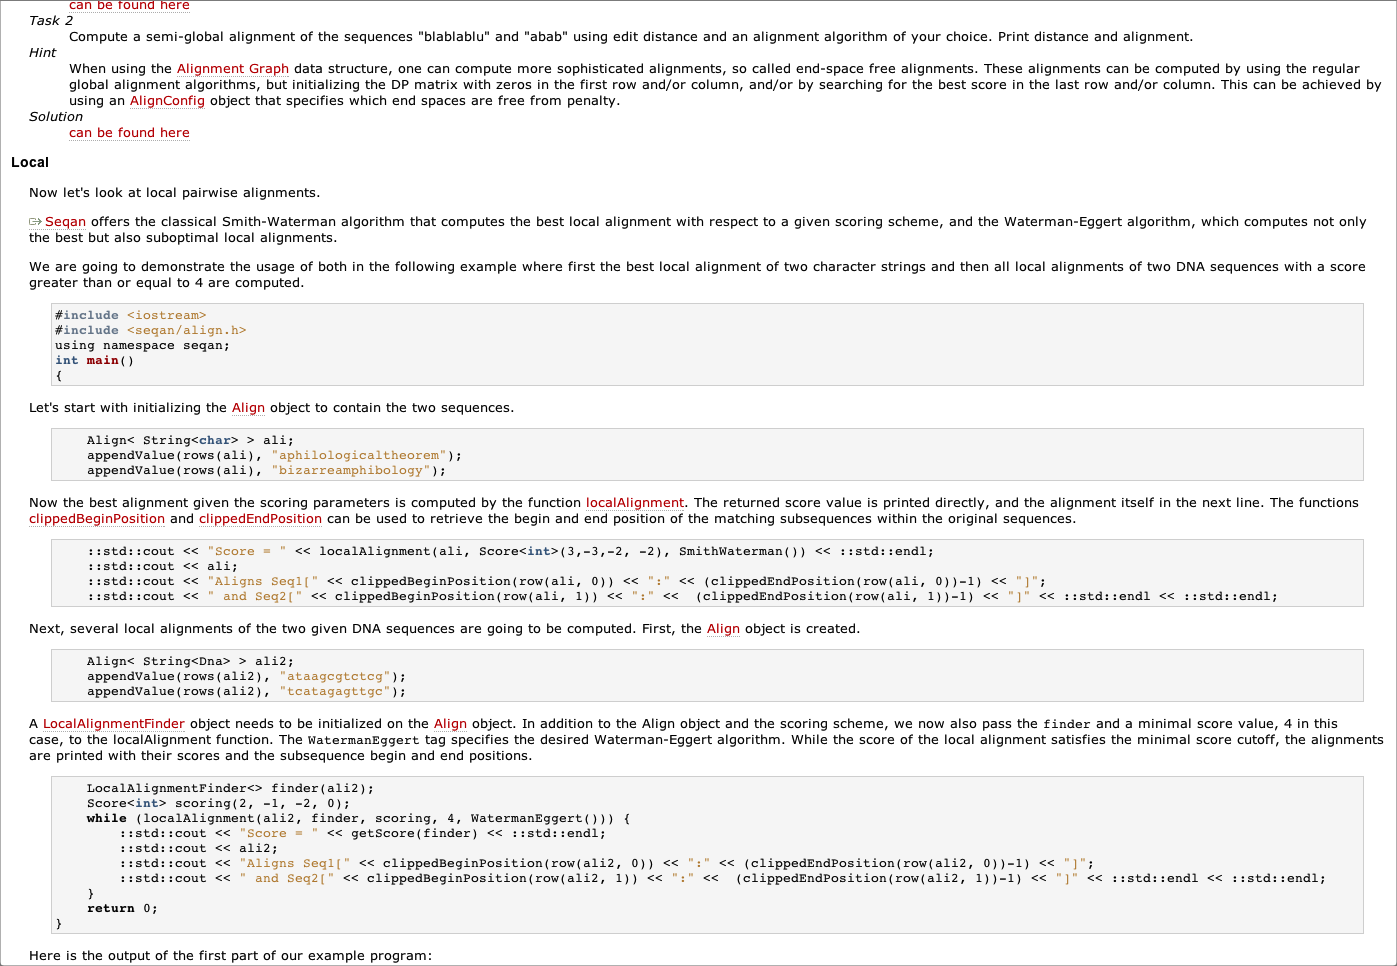 can be found here
Task 2
Compute a semi-global alignment of the sequences "blablablu" and "abab" using edit distance and an alignment algorithm of your choice. Print distance and alignment.
Hint
When using the Alignment Graph data structure, one can compute more sophisticated alignments, so called end-space free alignments. These alignments can be computed by using the regular
global alignment algorithms, but initializing the DP matrix with zeros in the first row and/or column, and/or by searching for the best score in the last row and/or column. This can be achieved by
using an AlignConfig object that specifies which end spaces are free from penalty.
Solution
can be found here
Local
Now let's look at local pairwise alignments.
Seqan offers the classical Smith-Waterman algorithm that computes the best local alignment with respect to a given scoring scheme, and the Waterman-Eggert algorithm, which computes not only
the best but also suboptimal local alignments.
We are going to demonstrate the usage of both in the following example where first the best local alignment of two character strings and then all local alignments of two DNA sequences with a score
greater than or equal to 4 are computed.
#include <iostream>
#include <seqan/align.h>
using namespace seqan;
int main()
{
Let's start with initializing the Align object to contain the two sequences.
Align< String<char> > ali;
appendValue(rows(ali), "aphilologicaltheorem");
appendValue(rows(ali), "bizarreamphibology");
Now the best alignment given the scoring parameters is computed by the function localAlignment. The returned score value is printed directly, and the alignment itself in the next line. The functions
clippedBeginPosition and clippedEndPosition can be used to retrieve the begin and end position of the matching subsequences within the original sequences.
::std::cout << "Score = " << localAlignment(ali, Score<int>(3,-3,-2, -2), SmithWaterman()) << ::std::endl;
::std::cout << ali;
::std::cout << "Aligns Seq1[" << clippedBeginPosition(row(ali, 0)) << ":" << (clippedEndPosition(row(ali, 0))-1) << "]";
::std::cout << " and Seq2[" << clippedBeginPosition(row(ali, 1)) << ":" <<  (clippedEndPosition(row(ali, 1))-1) << "]" << ::std::endl << ::std::endl;
Next, several local alignments of the two given DNA sequences are going to be computed. First, the Align object is created.
Align< String<Dna> > ali2;
appendValue(rows(ali2), "ataagcgtctcg");
appendValue(rows(ali2), "tcatagagttgc");
A LocalAlignmentFinder object needs to be initialized on the Align object. In addition to the Align object and the scoring scheme, we now also pass the finder and a minimal score value, 4 in this
case, to the localAlignment function. The WatermanEggert tag specifies the desired Waterman-Eggert algorithm. While the score of the local alignment satisfies the minimal score cutoff, the alignments
are printed with their scores and the subsequence begin and end positions.
LocalAlignmentFinder<> finder(ali2);
Score<int> scoring(2, -1, -2, 0);
while (localAlignment(ali2, finder, scoring, 4, WatermanEggert())) {
::std::cout << "Score = " << getScore(finder) << ::std::endl;
::std::cout << ali2;
::std::cout << "Aligns Seq1[" << clippedBeginPosition(row(ali2, 0)) << ":" << (clippedEndPosition(row(ali2, 0))-1) << "]";
::std::cout << " and Seq2[" << clippedBeginPosition(row(ali2, 1)) << ":" <<  (clippedEndPosition(row(ali2, 1))-1) << "]" << ::std::endl << ::std::endl;
}
return 0;
}
Here is the output of the first part of our example program: